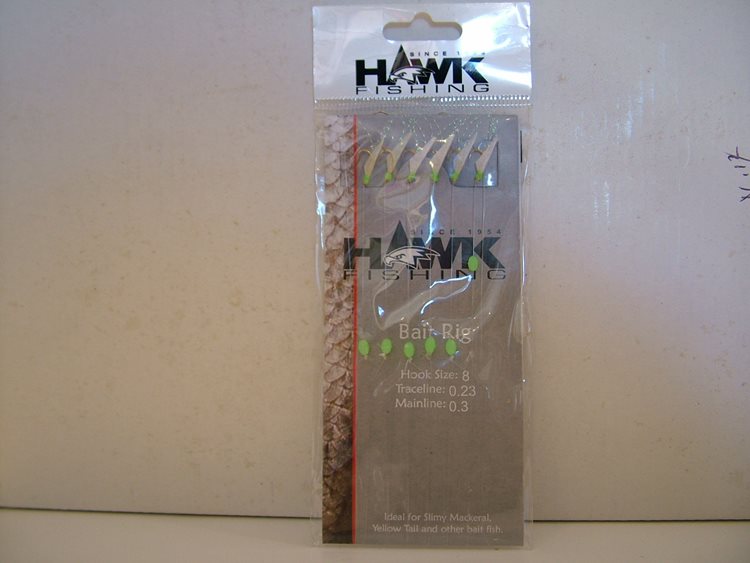 SINCE 1954
HAWK
FISHING
SINCE 1954
HAWK
FISHING
Bait Rig
Hook Size: 8
Traceline: 0.23
Mainline: 0.3
Ideal for Slimy Mackeral,
Yellow Tail and other bait fish.